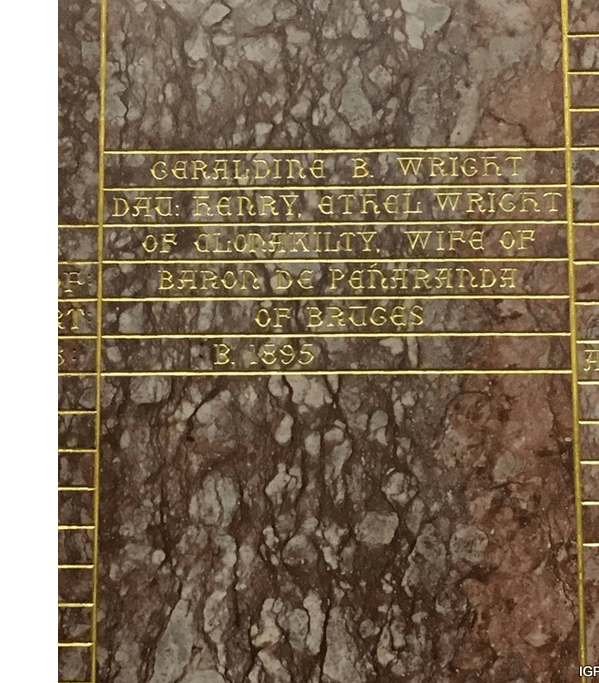 GERALDINE B. WRIGHT
DAU: HENRY, ETHEL WRIGHT
OF CLONAKILTY, WIFE OF
BARON DE PEÑARANDA
OF BRUGES
B. 1895
IGP